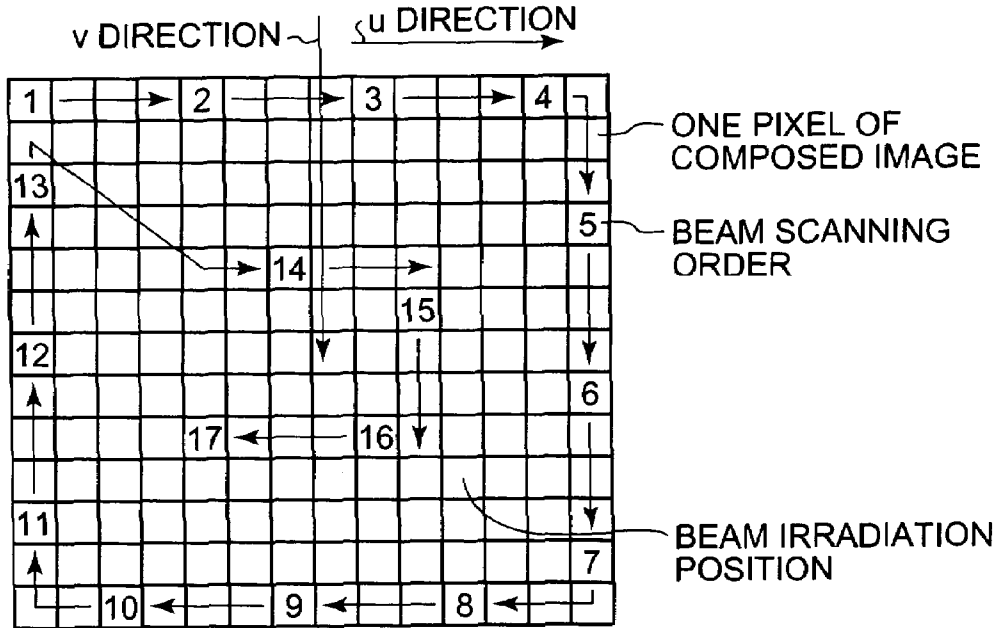 v DIRECTION
u DIRECTION
1 2 3 4
ONE PIXEL OF
COMPOSED IMAGE
13
5
BEAM SCANNING
ORDER
14
15
12
6
17 16
11
BEAM IRRADIATION
POSITION
7
10 9 8